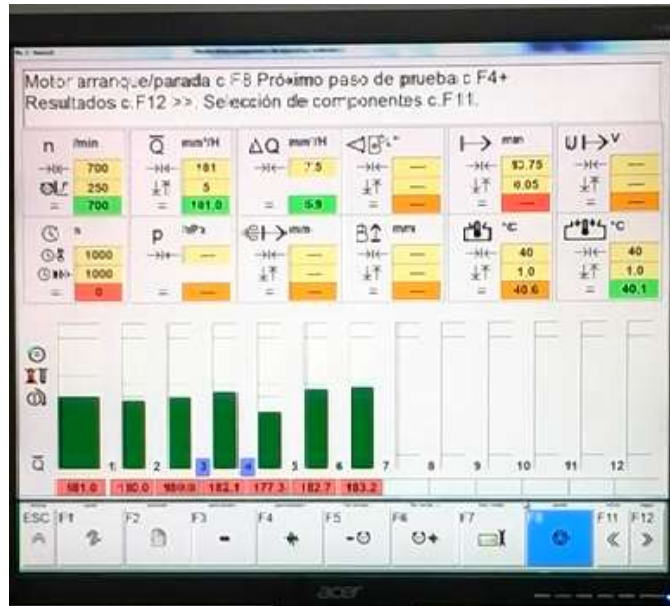 Motor arranque/parada c F8 Próximo paso de prueba c F4+
Resultados c.F12 >>, Selección de componentes c.F11.
n /min Q mm³/H ΔQ mm³/H mm U V
700 181 7.5 --- 93.75 ---
250 5 --- 0.05 ---
= 700 = 181.0 = 5.9 = --- = --- = ---
s p hPa mm mm °C °C
1000 --- --- --- 40 40
1000 --- --- 1.0 1.0
= 0 = --- = --- = --- = 40.6 = 40.1
Q 1 2 3 4 5 6 7 8 9 10 11 12
181.0 180.0 182.1 177.3 182.7 183.2
ESC F1 F2 F3 F4 F5 F6 F7 F8 F11 F12
acer